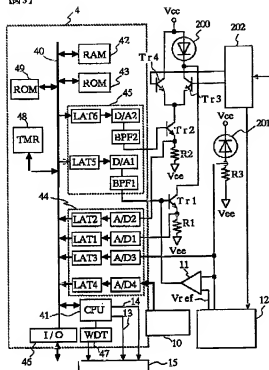 4
Vcc
200
40
RAM
42
Tr4
202
49
ROM
ROM
43
45
Tr3
48
LAT6
D/A2
Vcc
TMR
BPF2
Tr2
201
LAT5
D/A1
R2
BPF1
Vee
R3
44
Tr1
Vee
LAT2
A/D2
R1
LAT1
A/D1
11
Vee
LAT3
A/D3
LAT4
A/D4
Vref
41
CPU
14
13
12
I/O
WDT
10
46
47
15